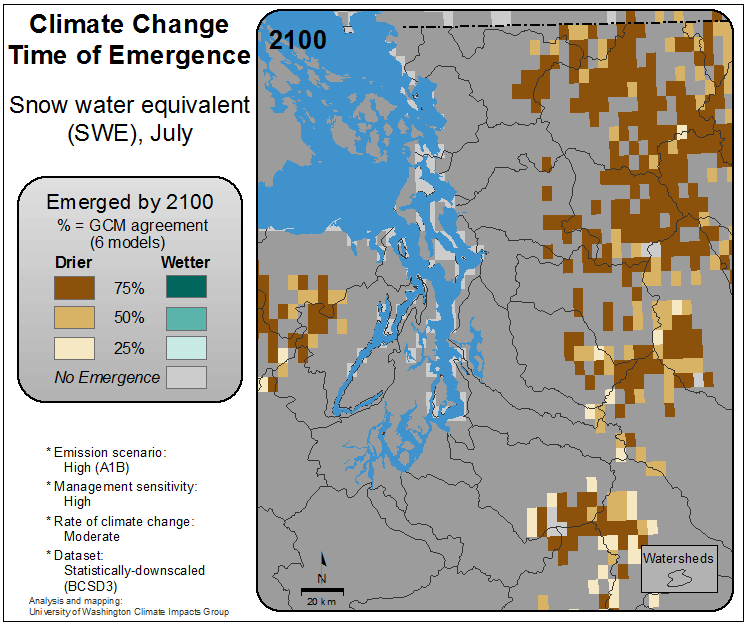 Climate Change
Time of Emergence
Snow water equivalent
(SWE), July
Emerged by 2100
% = GCM agreement
(6 models)
Drier Wetter
75%
50%
25%
No Emergence
* Emission scenario:
High (A1B)
* Management sensitivity:
High
* Rate of climate change:
Moderate
* Dataset:
Statistically-downscaled
(BCSD3)
Analysis and mapping:
University of Washington Climate Impacts Group
2100
N
20 km
Watersheds